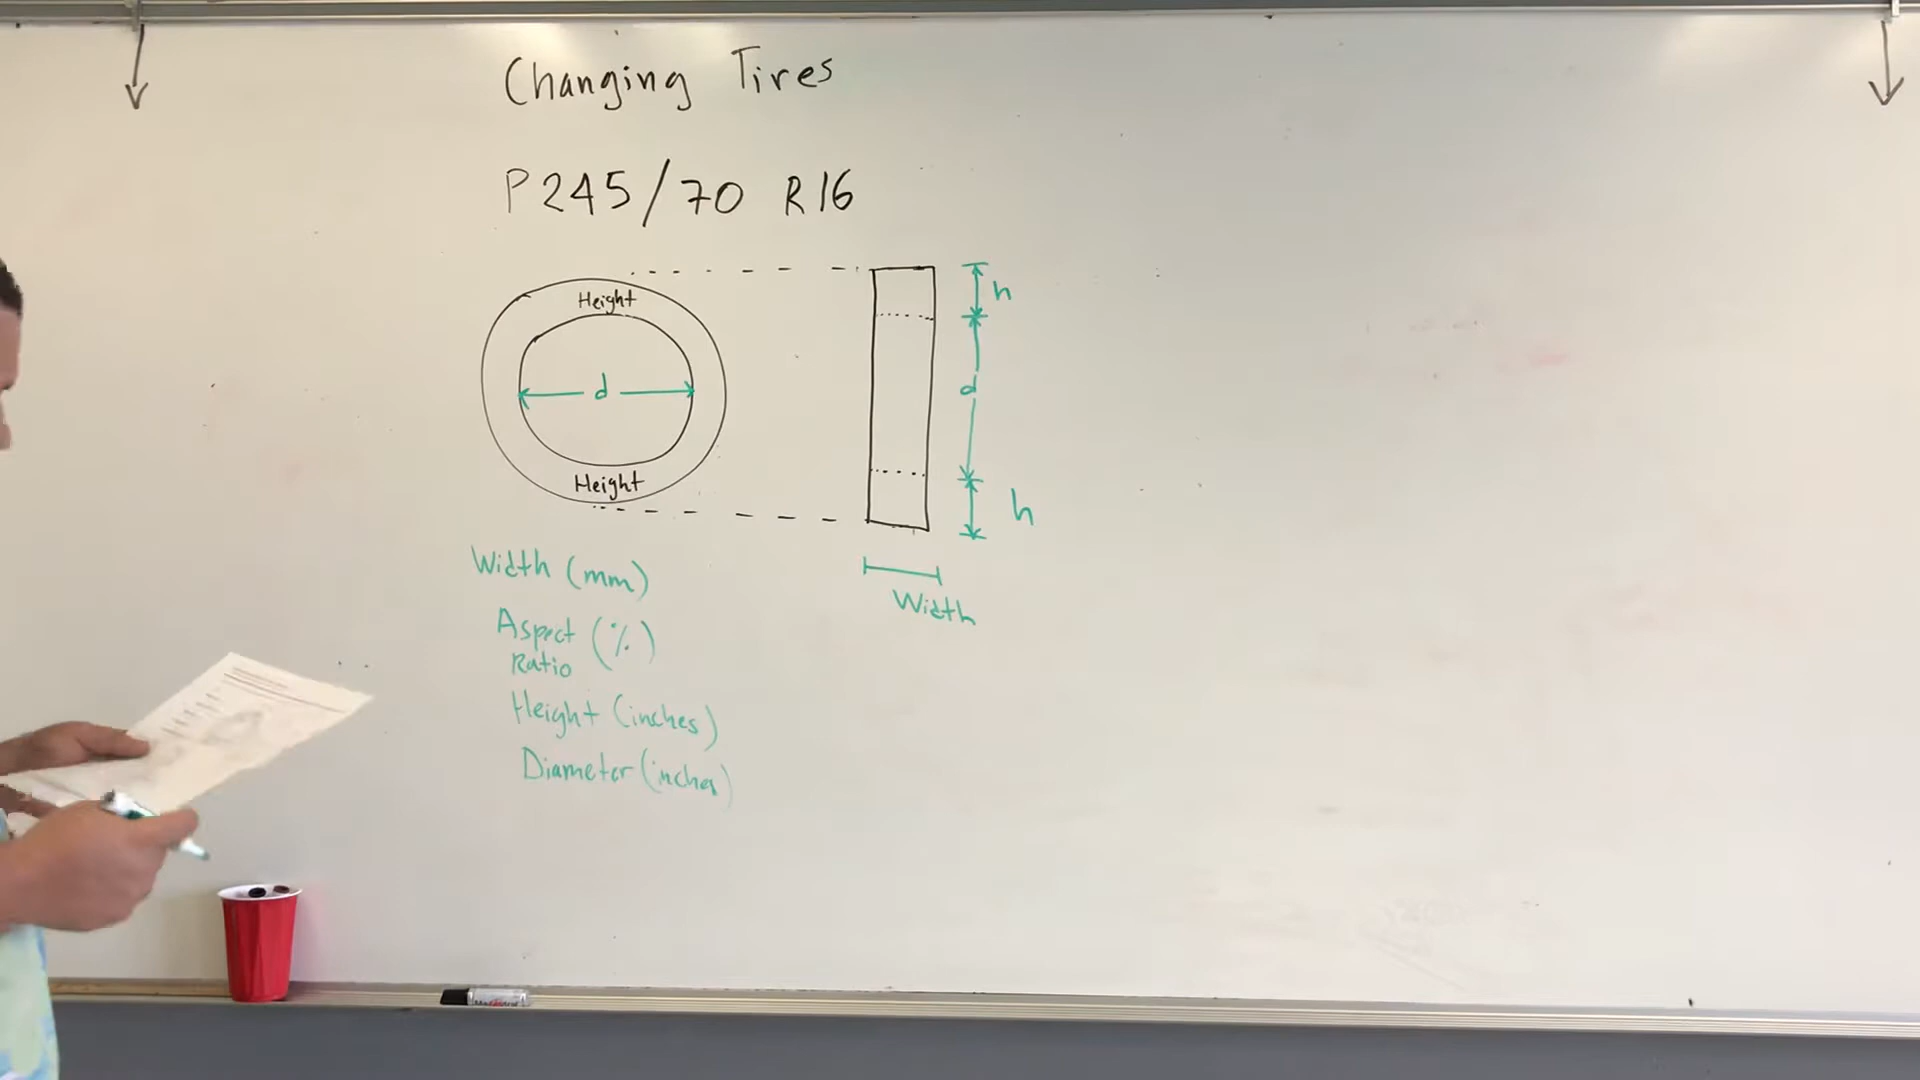 Changing Tires
P245/70 R16
Height
h
d
d
Height
h
Width (mm)
Width
Aspect (%)
Ratio
Height (inches)
Diameter (inches)